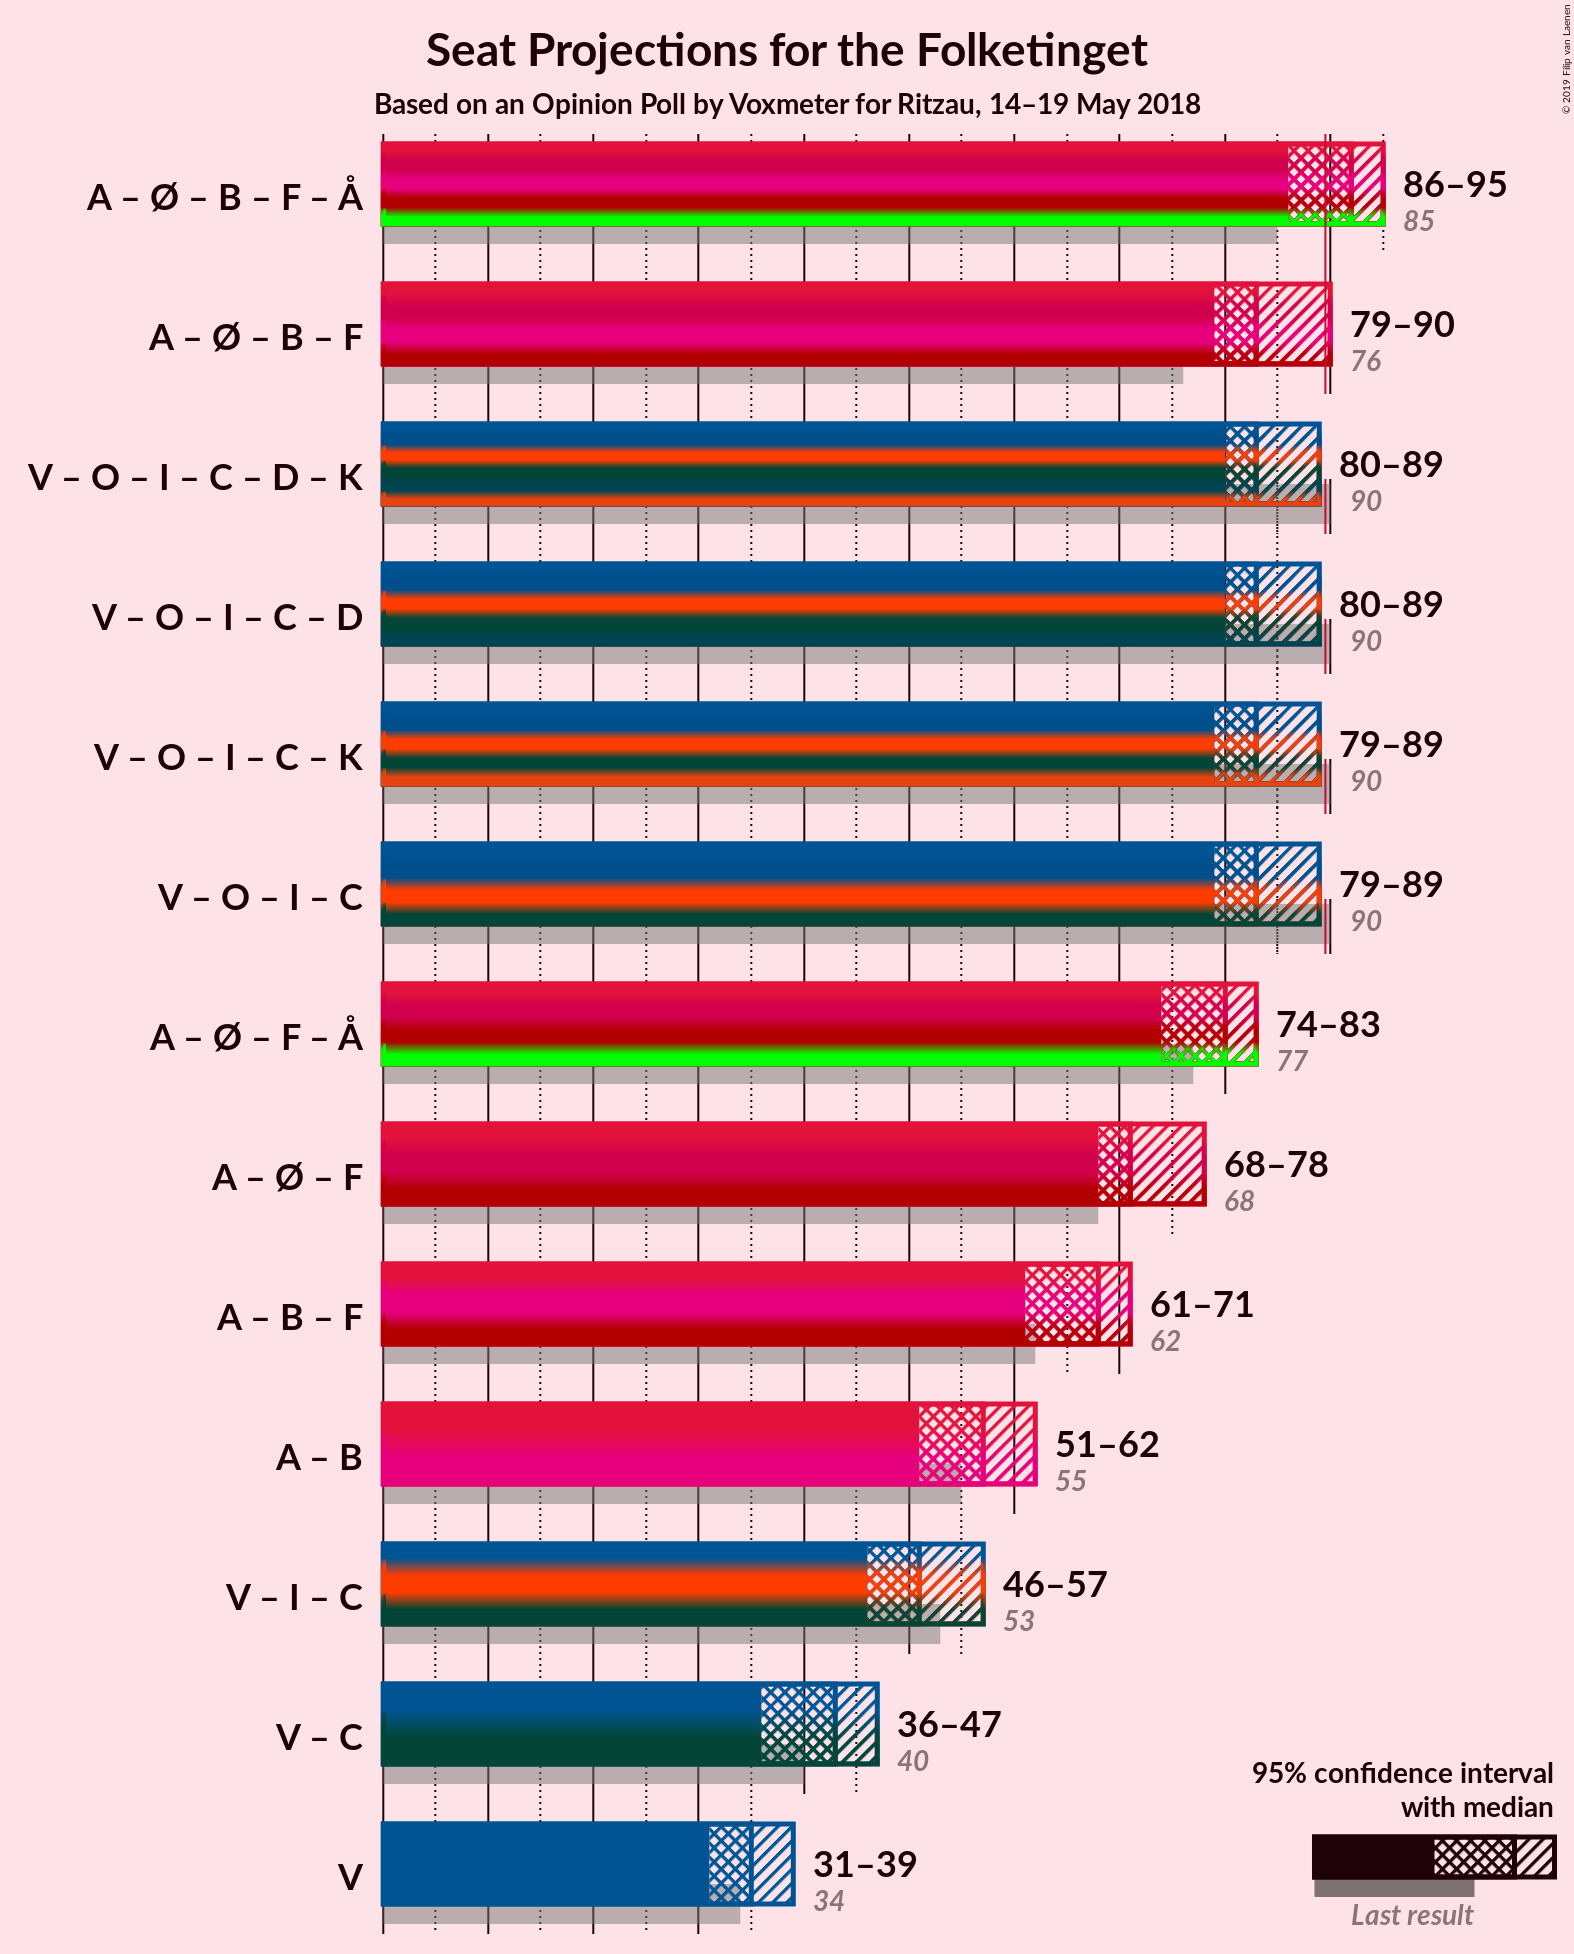 Seat Projections for the Folketinget
Based on an Opinion Poll by Voxmeter for Ritzau, 14–19 May 2018
© 2019 Filip van Laenen
A – Ø – B – F – Å
86–95
85
A – Ø – B – F
79–90
76
V – O – I – C – D – K
80–89
90
V – O – I – C – D
80–89
90
V – O – I – C – K
79–89
90
V – O – I – C
79–89
90
A – Ø – F – Å
74–83
77
A – Ø – F
68–78
68
A – B – F
61–71
62
A – B
51–62
55
V – I – C
46–57
53
V – C
36–47
40
V
31–39
34
95% confidence interval
with median
Last result